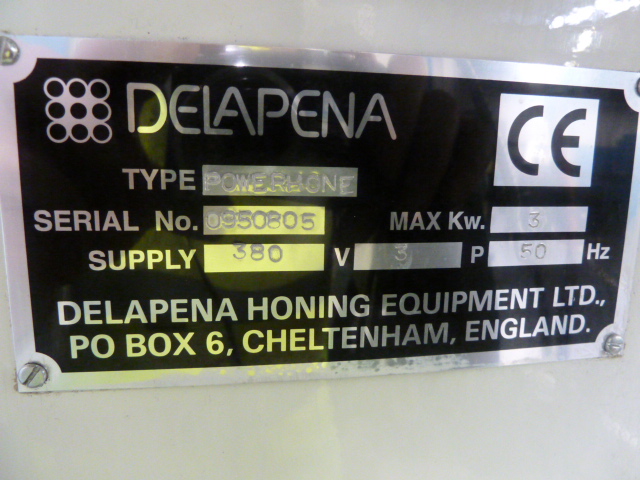 DELAPENA
CE
TYPE POWERHONE
SERIAL No. 0950805 MAX Kw. 3
SUPPLY 380 V 3 P 50 Hz
DELAPENA HONING EQUIPMENT LTD.,
PO BOX 6, CHELTENHAM, ENGLAND.